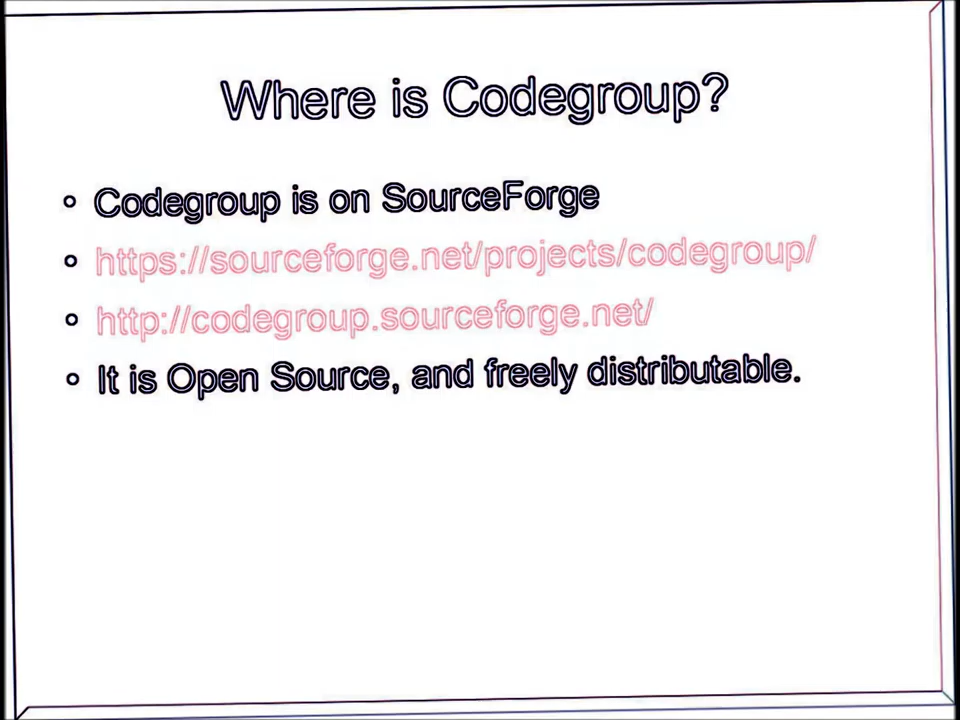 Where is Codegroup?
Codegroup is on SourceForge
https://sourceforge.net/projects/codegroup/
http://codegroup.sourceforge.net/
It is Open Source, and freely distributable.